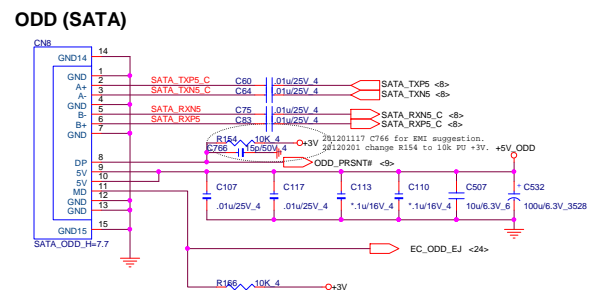 ODD (SATA)
CN8
GND14 14
GND 1
A+ 2 SATA_TXP5_C C60 .01u/25V_4 SATA_TXP5 <8>
A- 3 SATA_TXN5_C C64 .01u/25V_4 SATA_TXN5 <8>
GND 4
B- 5 SATA_RXN5 C75 .01u/25V_4 SATA_RXN5_C <8>
B+ 6 SATA_RXP5 C83 .01u/25V_4 SATA_RXP5_C <8>
GND 7
R154 10K_4 +3V
201201117 C766 for EMI suggestion.
C766 15p/50V_4
20120201 change R154 to 10k PU +3V.
+5V_ODD
DP 8 ODD_PRSNT# <9>
5V 9
5V 10
MD 11
GND 12
GND 13
GND15 15
SATA_ODD_H=7.7
C107 C117 C113 C110 C507 + C532
.01u/25V_4 .01u/25V_4 *.1u/16V_4 *.1u/16V_4 10u/6.3V_6 100u/6.3V_3528
EC_ODD_EJ <24>
R166 10K_4 +3V